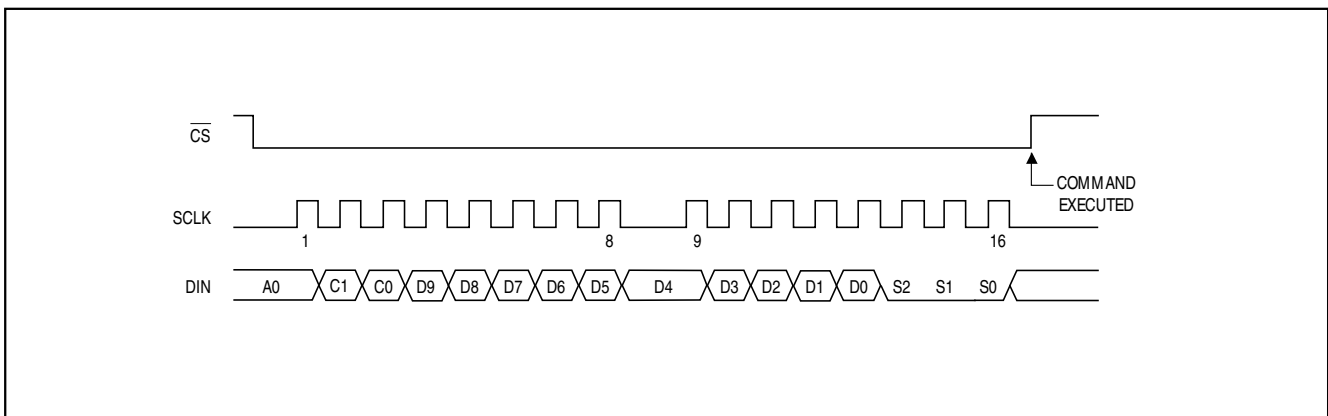 CS
COMMAND
EXECUTED
SCLK
1 8 9 16
DIN A0 C1 C0 D9 D8 D7 D6 D5 D4 D3 D2 D1 D0 S2 S1 S0